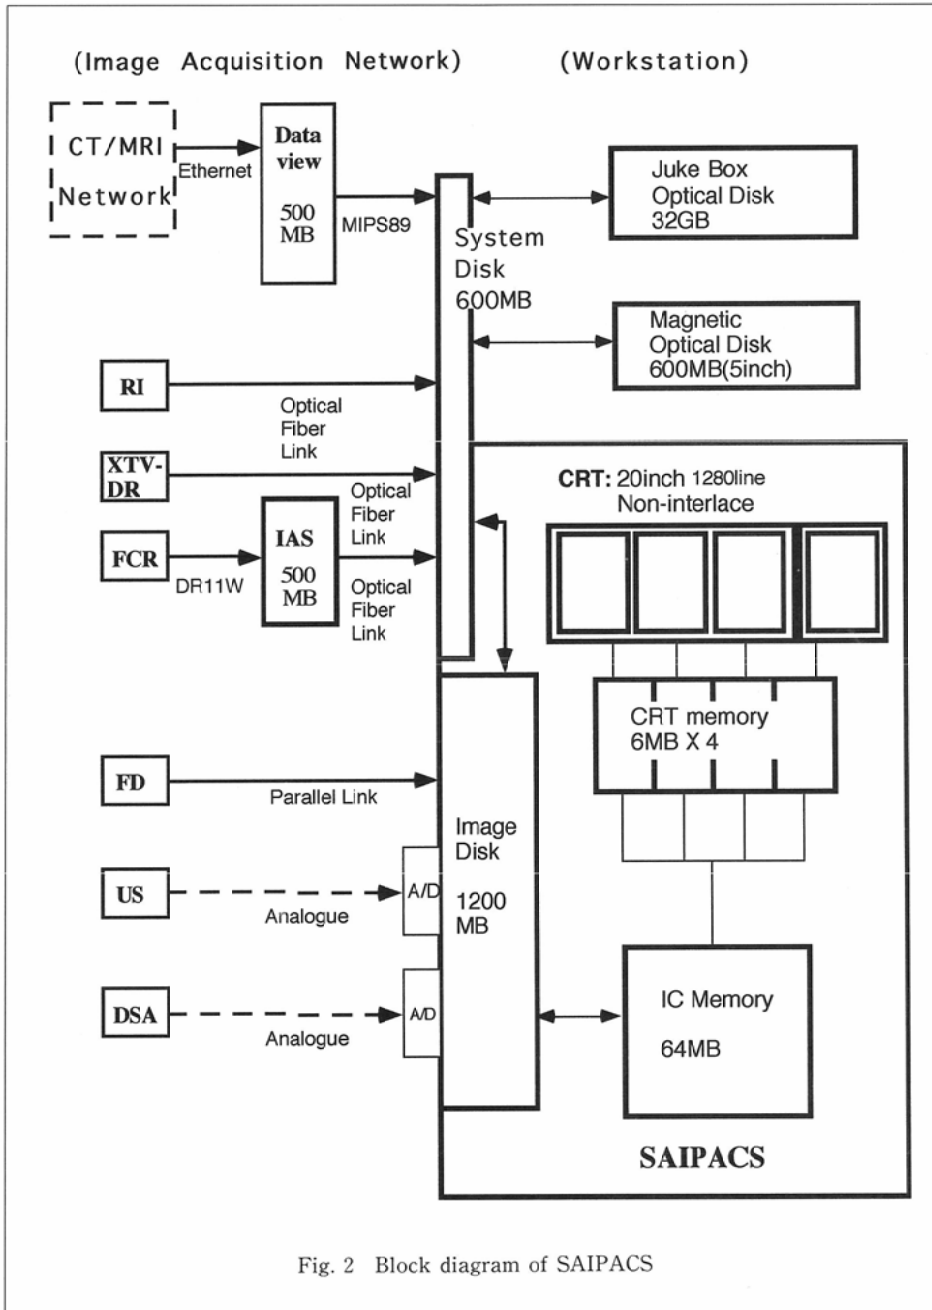 (Image Acquisition Network)
(Workstation)
CT/MRI
Network
Ethernet
Data
view
500
MB
MIPS89
System
Disk
600MB
Juke Box
Optical Disk
32GB
Magnetic
Optical Disk
600MB(5inch)
RI
Optical
Fiber
Link
XTV-
DR
Optical
Fiber
Link
FCR
DR11W
IAS
500
MB
Optical
Fiber
Link
CRT: 20inch 1280line
Non-interlace
CRT memory
6MB X 4
FD
Parallel Link
Image
Disk
1200
MB
US
Analogue
A/D
DSA
Analogue
A/D
IC Memory
64MB
SAIPACS
Fig. 2 Block diagram of SAIPACS